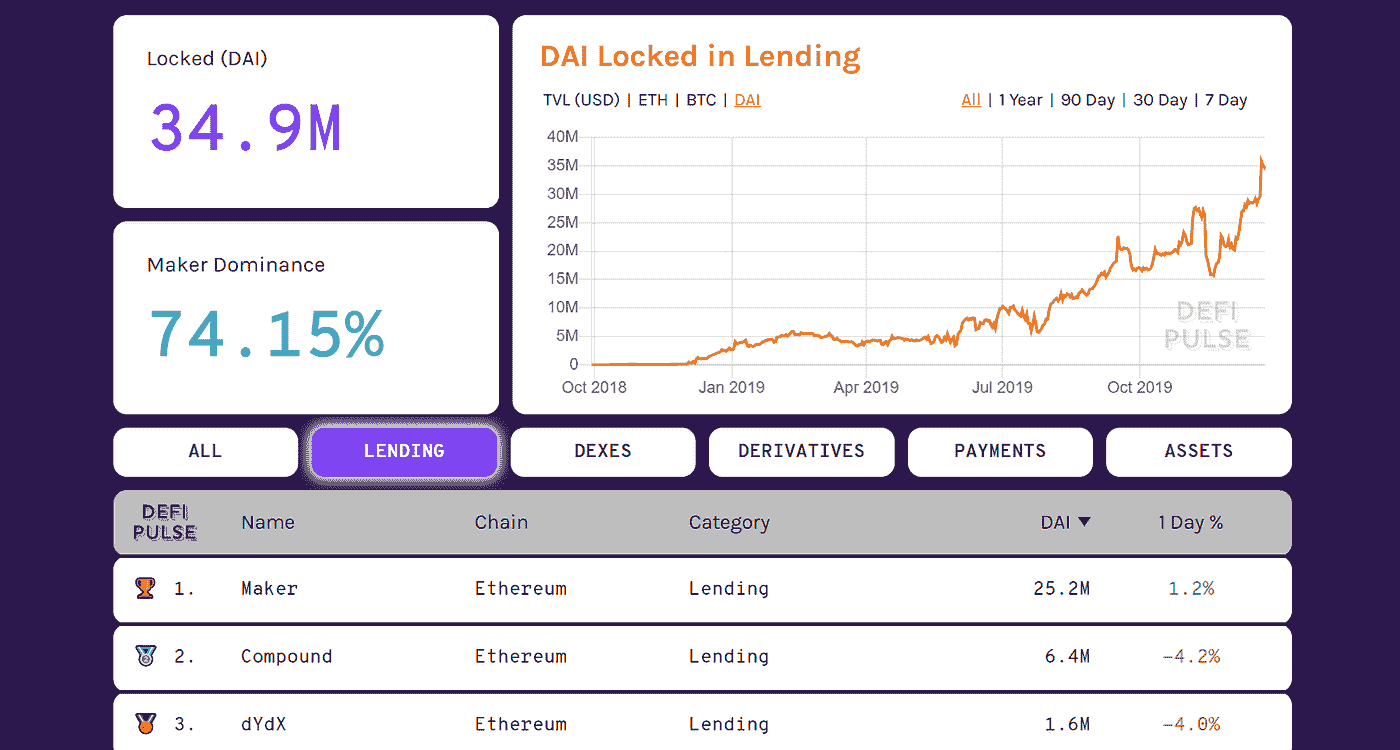 Locked (DAI)
34.9M
Maker Dominance
74.15%
DAI Locked in Lending
TVL (USD) | ETH | BTC | DAI
All | 1 Year | 90 Day | 30 Day | 7 Day
40M
35M
30M
25M
20M
15M
10M
5M
0
Oct 2018 Jan 2019 Apr 2019 Jul 2019 Oct 2019
DEFI
PULSE
ALL LENDING DEXES DERIVATIVES PAYMENTS ASSETS
DEFI
PULSE
Name Chain Category DAI ▼ 1 Day %
1. Maker Ethereum Lending 25.2M 1.2%
2. Compound Ethereum Lending 6.4M −4.2%
3. dYdX Ethereum Lending 1.6M −4.0%